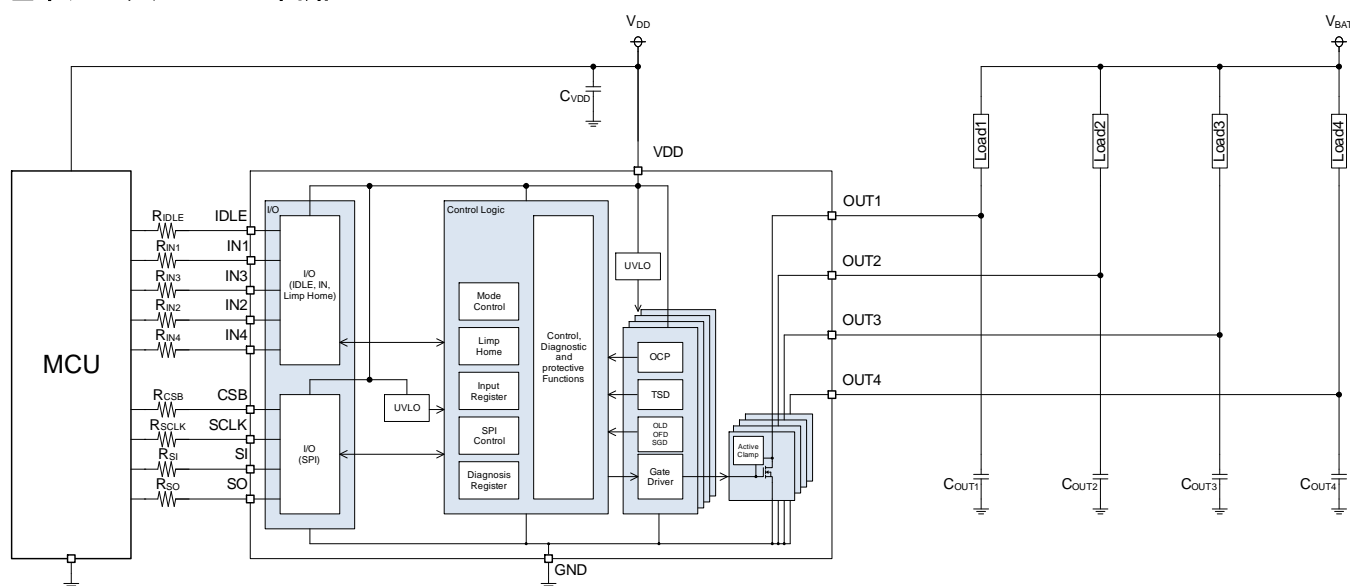 VDD
VBAT
CVDD
VDD
Load1
Load2
Load3
Load4
MCU
RIDLE
IDLE
RIN1
IN1
RIN3
IN3
RIN2
IN2
RIN4
IN4
RCSB
CSB
RSCLK
SCLK
RSI
SI
RSO
SO
I/O
I/O
(IDLE, IN,
Limp Home)
I/O
(SPI)
UVLO
Control Logic
Mode
Control
Limp
Home
Input
Register
SPI
Control
Diagnosis
Register
Control,
Diagnostic
and
protective
Functions
UVLO
OCP
TSD
OLD
OFD
SGD
Gate
Driver
Active
Clamp
OUT1
OUT2
OUT3
OUT4
COUT1
COUT2
COUT3
COUT4
GND